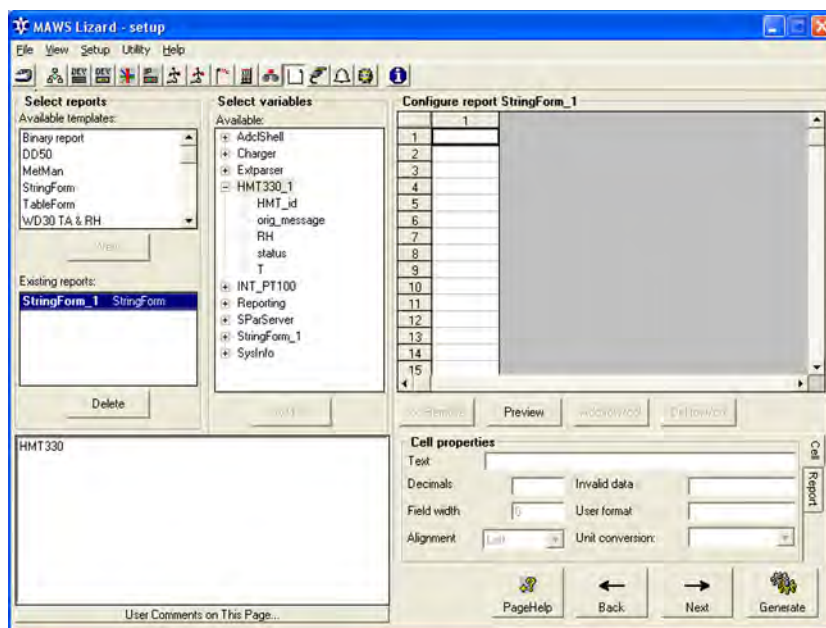 MAWS Lizard - setup
File View Setup Utility Help
DEV DEV
Select reports
Available templates:
Binary report
DD50
MetMan
StringForm
TableForm
WD30 TA & RH
Existing reports:
StringForm_1 StringForm
Delete
Select variables
Available:
AdclShell
Charger
Extparser
HMT330_1
HMT_id
orig_message
RH
status
T
INT_PT100
Reporting
SParServer
StringForm_1
SysInfo
Configure report StringForm_1
1
1
2
3
4
5
6
7
8
9
10
11
12
13
14
15
Preview
HMT330
User Comments on This Page...
Cell properties
Text
Decimals
Invalid data
Field width
User format
Alignment
Unit conversion:
Cell
Report
PageHelp
Back
Next
Generate